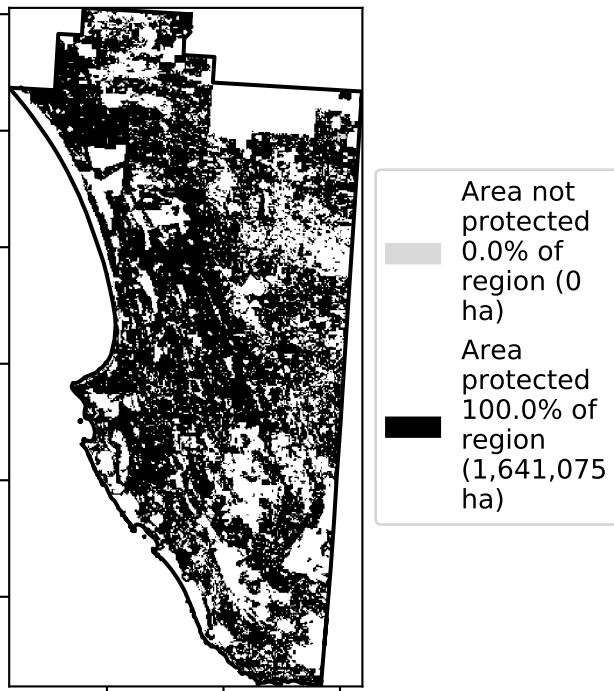 Area not
protected
0.0% of
region (0
ha)
Area
protected
100.0% of
region
(1,641,075
ha)